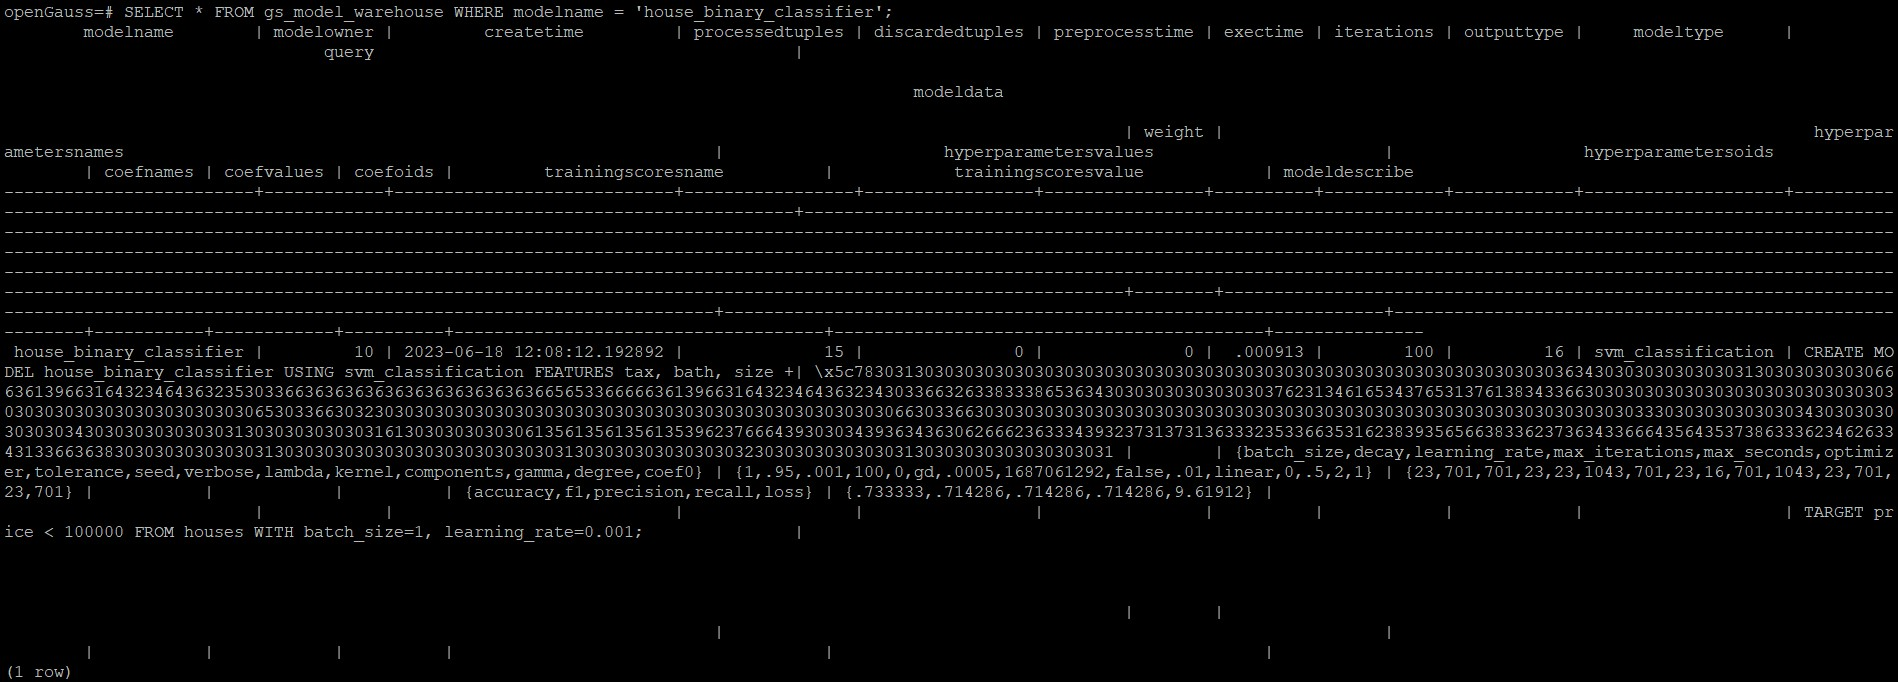 openGauss=# SELECT * FROM gs_model_warehouse WHERE modelname = 'house_binary_classifier';
modelname | modelowner | createtime | processedtuples | discardedtuples | preprocesstime | exectime | iterations | outputtype | modeltype |
query |
modeldata
| weight | hyperpar
ametersnames | hyperparametersvalues | hyperparametersoids
| coefnames | coefvalues | coefoids | trainingscoresname | trainingscoresvalue | modeldescribe
house_binary_classifier | 10 | 2023-06-18 12:08:12.192892 | 15 | 0 | 0 | .000913 | 100 | 16 | svm_classification | CREATE MO
DEL house_binary_classifier USING svm_classification FEATURES tax, bath, size +|
| | {batch_size,decay,learning_rate,max_iterations,max_seconds,optimiz
er,tolerance,seed,verbose,lambda,kernel,components,gamma,degree,coef0} | {1,.95,.001,100,0,gd,.0005,1687061292,false,.01,linear,0,.5,2,1} | {23,701,701,23,23,1043,701,23,16,701,1043,23,701,
23,701} | | | | {accuracy,f1,precision,recall,loss} | {.733333,.714286,.714286,.714286,9.61912} |
| | | | | | | | | | TARGET pr
ice < 100000 FROM houses WITH batch_size=1, learning_rate=0.001; |
(1 row)